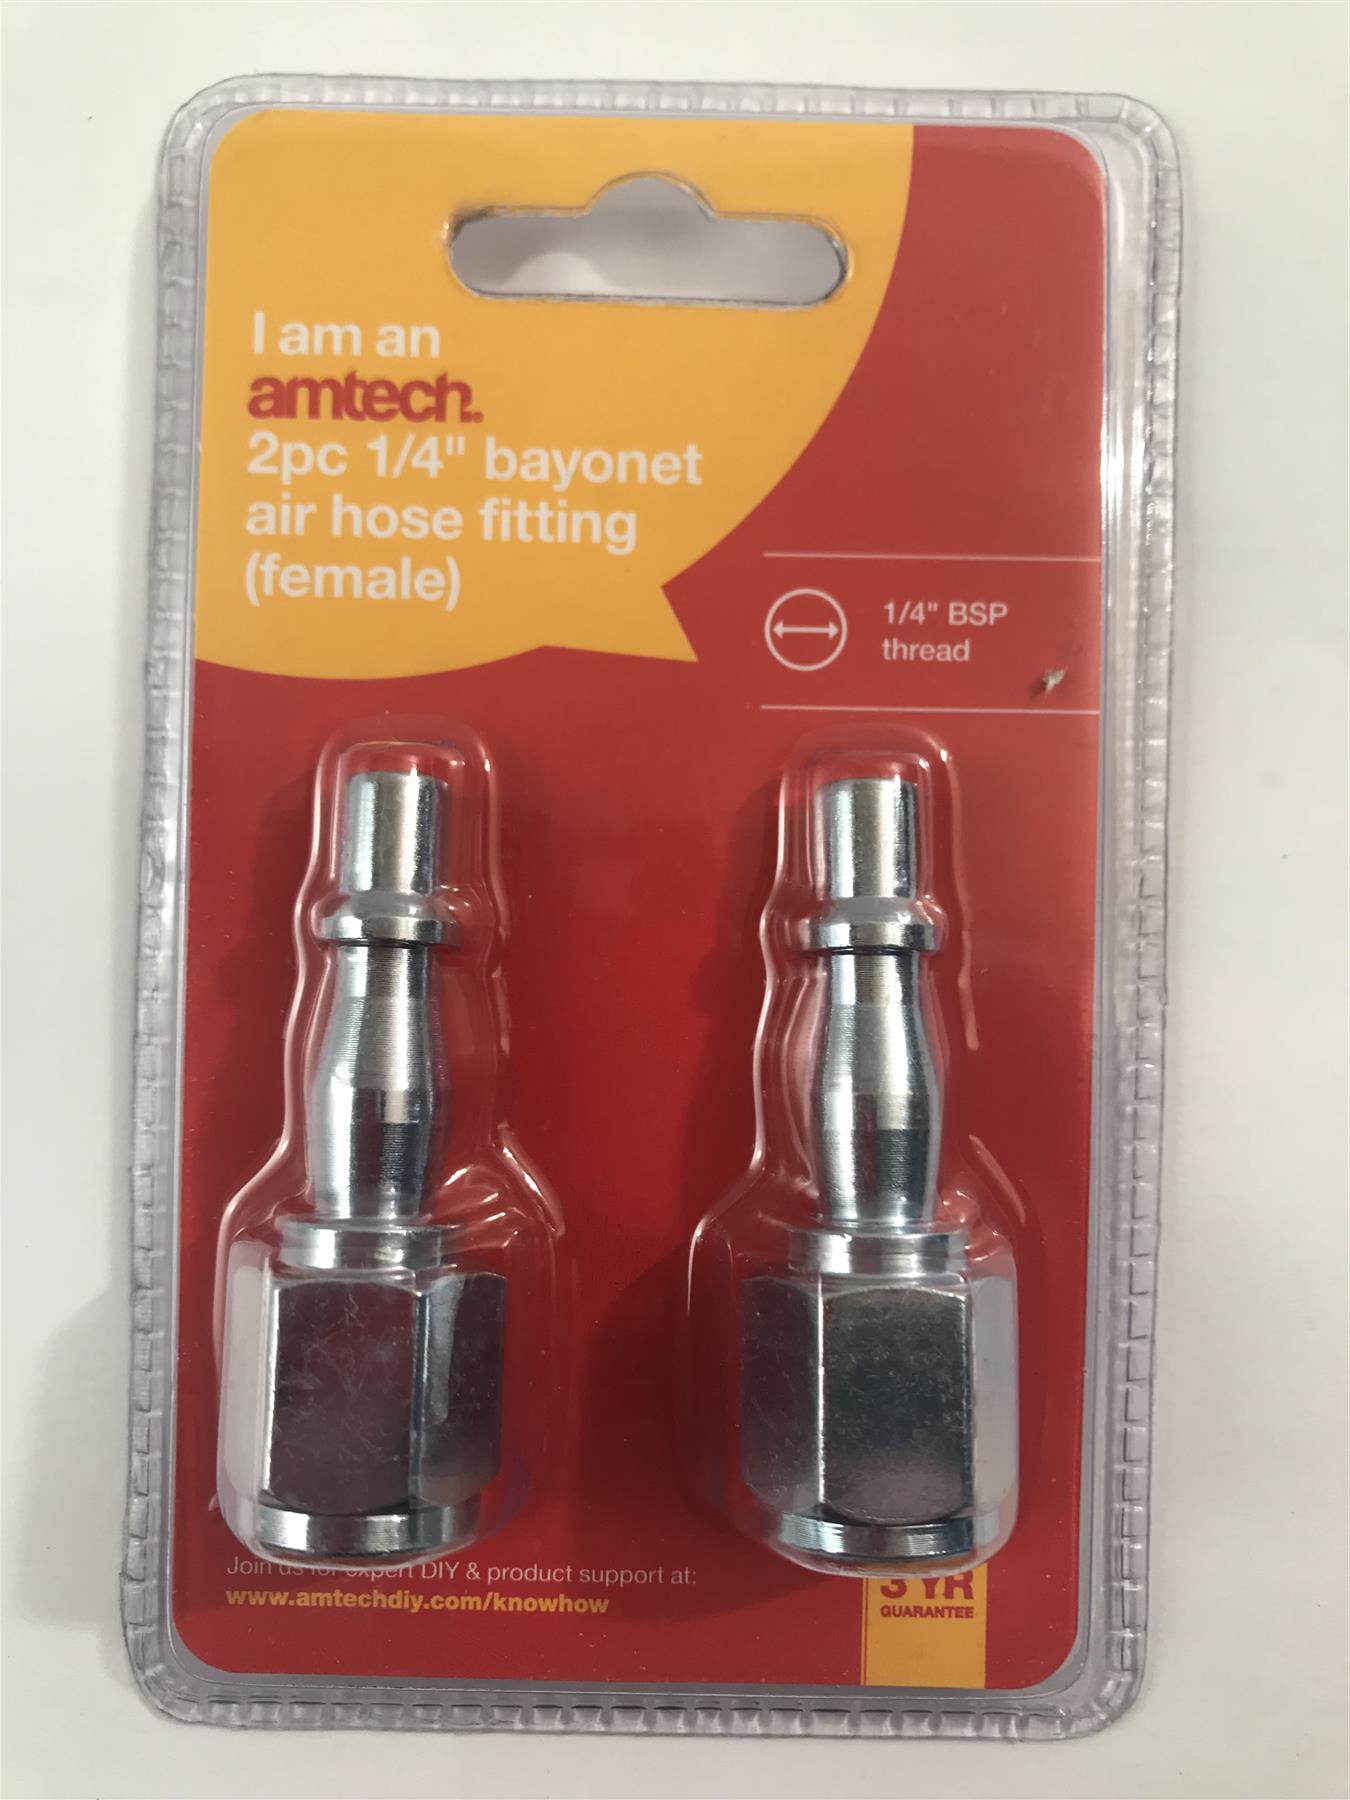 I am an
amtech.
2pc 1/4" bayonet
air hose fitting
(female)
1/4" BSP
thread
Join us for expert DIY & product support at:
www.amtechdiy.com/knowhow
3 YR
GUARANTEE